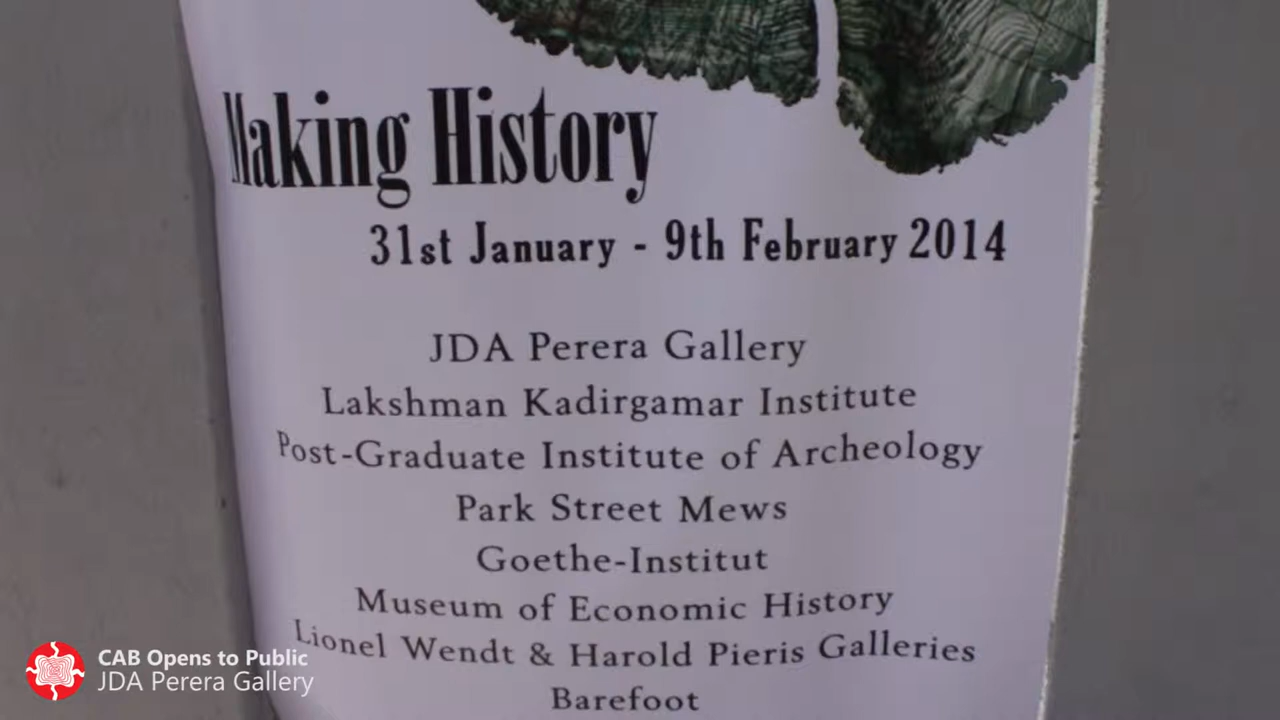 Making History
31st January - 9th February 2014
JDA Perera Gallery
Lakshman Kadirgamar Institute
Post-Graduate Institute of Archeology
Park Street Mews
Goethe-Institut
Museum of Economic History
Lionel Wendt & Harold Pieris Galleries
Barefoot
CAB Opens to Public
JDA Perera Gallery